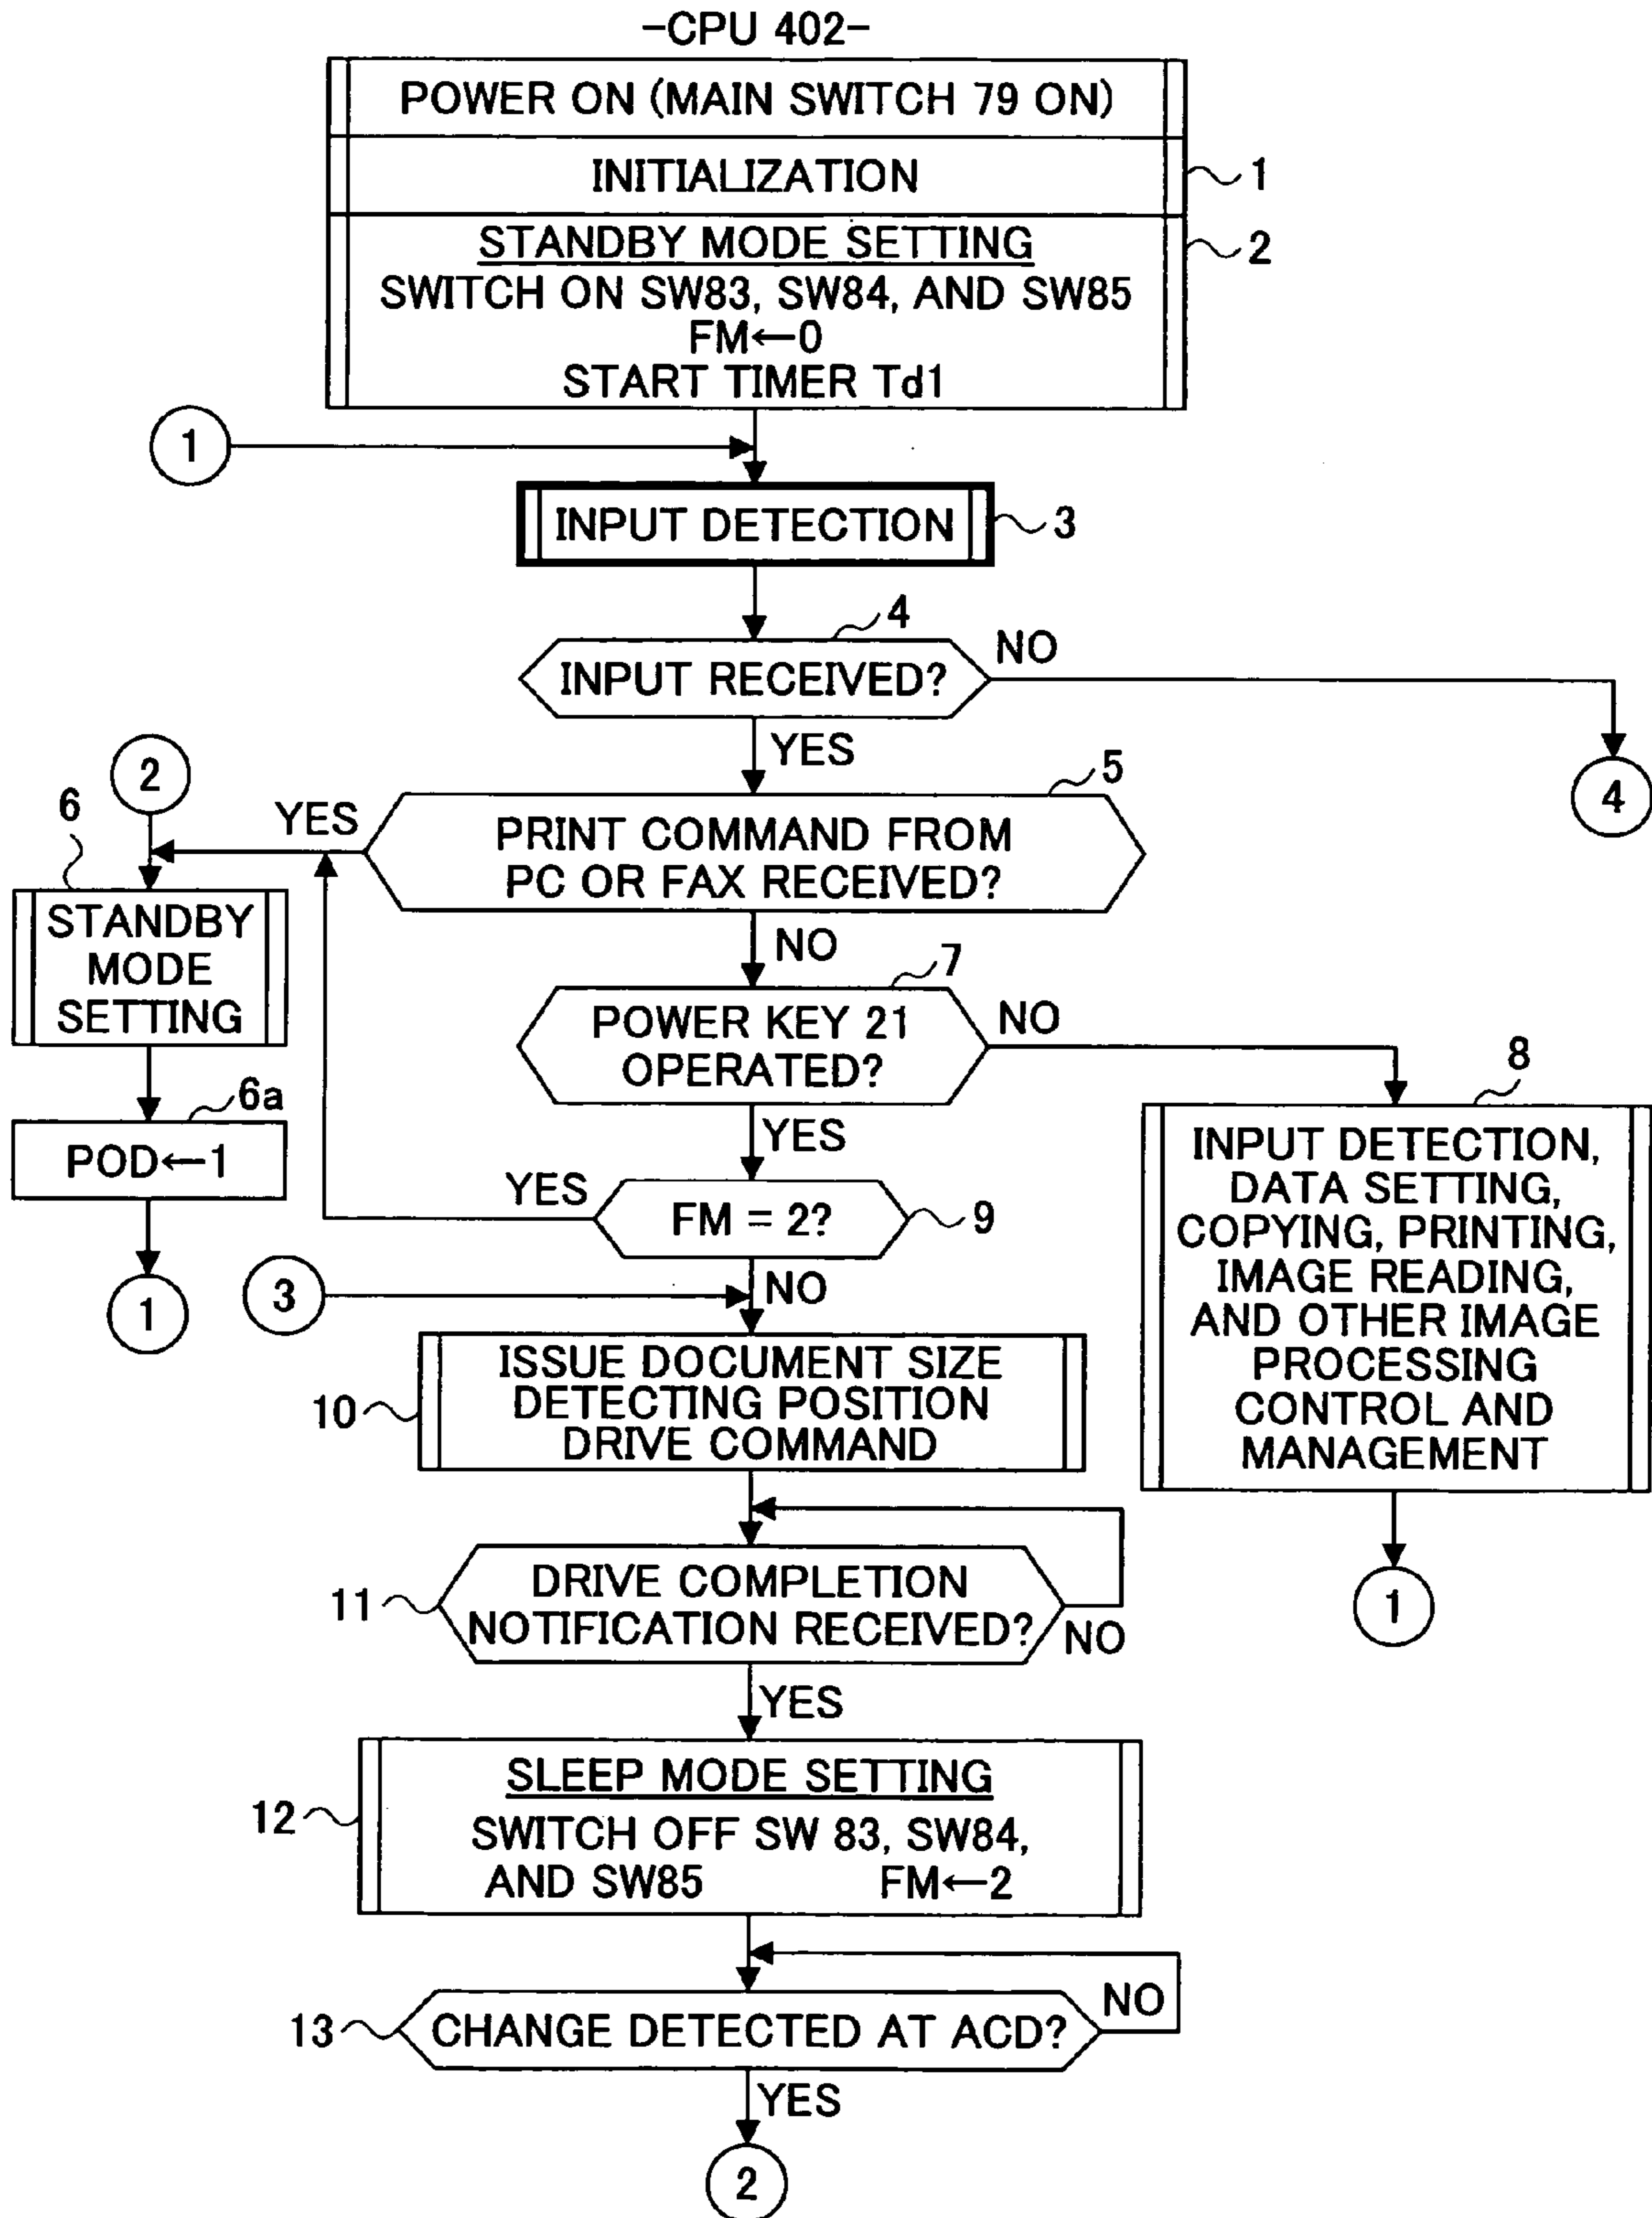 -CPU 402-
POWER ON (MAIN SWITCH 79 ON)
INITIALIZATION
1
STANDBY MODE SETTING
2
SWITCH ON SW83, SW84, AND SW85
FM←0
START TIMER Td1
1
INPUT DETECTION
3
4
INPUT RECEIVED?
NO
YES
4
2
5
PRINT COMMAND FROM
PC OR FAX RECEIVED?
YES
6
STANDBY
MODE
SETTING
6a
POD←1
1
NO
7
POWER KEY 21
OPERATED?
NO
8
INPUT DETECTION,
DATA SETTING,
COPYING, PRINTING,
IMAGE READING,
AND OTHER IMAGE
PROCESSING
CONTROL AND
MANAGEMENT
1
YES
YES
FM = 2?
9
3
NO
ISSUE DOCUMENT SIZE
DETECTING POSITION
DRIVE COMMAND
10
DRIVE COMPLETION
NOTIFICATION RECEIVED?
11
NO
YES
SLEEP MODE SETTING
12
SWITCH OFF SW 83, SW84,
AND SW85 FM←2
13
CHANGE DETECTED AT ACD?
NO
YES
2